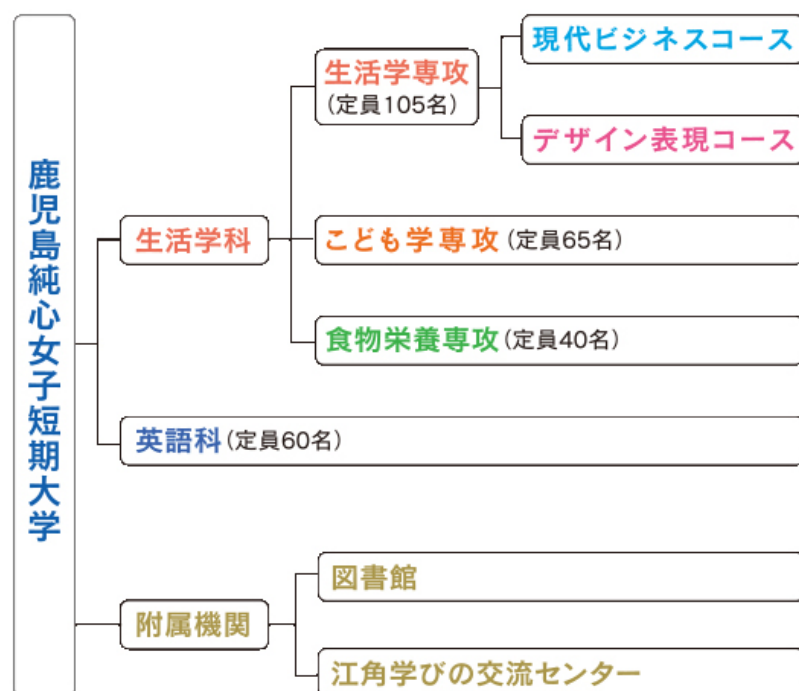 鹿児島純心女子短期大学
生活学科
生活学専攻
(定員105名)
現代ビジネスコース
デザイン表現コース
こども学専攻(定員65名)
食物栄養専攻(定員40名)
英語科(定員60名)
附属機関
図書館
江角学びの交流センター